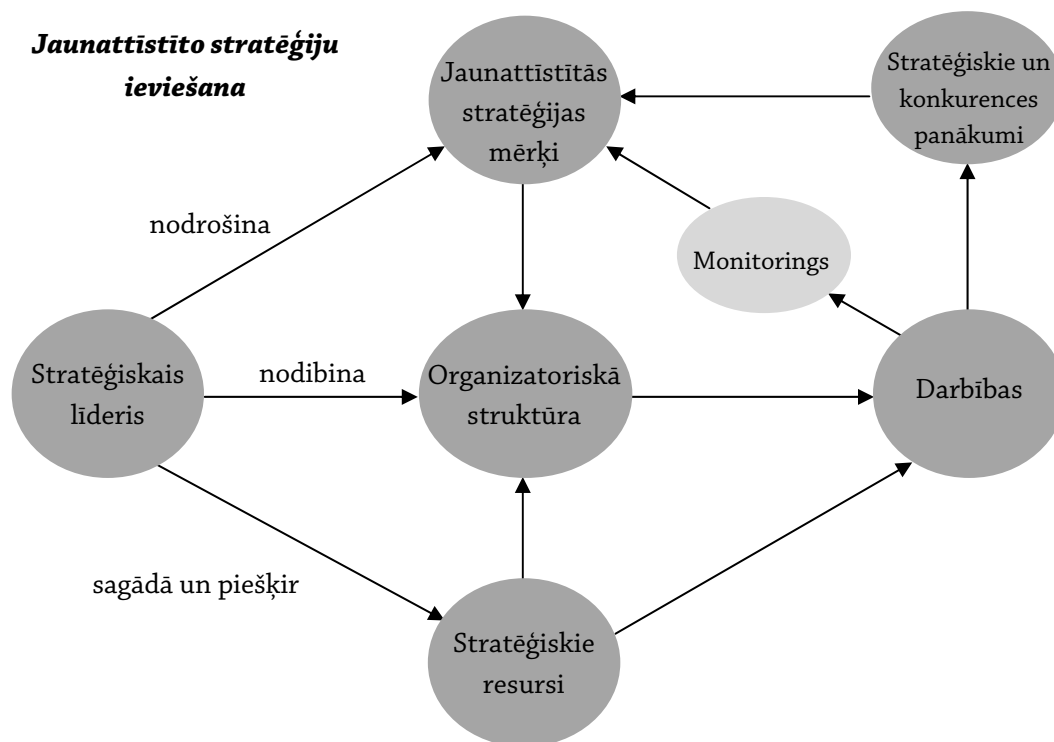 Jaunattīstīto stratēģiju
ieviešana
Jaunattīstītās
stratēģijas
mērķi
Stratēģiskie un
konkurences
panākumi
nodrošina
Monitorings
Stratēģiskais
līderis
nodibina
Organizatoriskā
struktūra
Darbības
sagādā un piešķir
Stratēģiskie
resursi